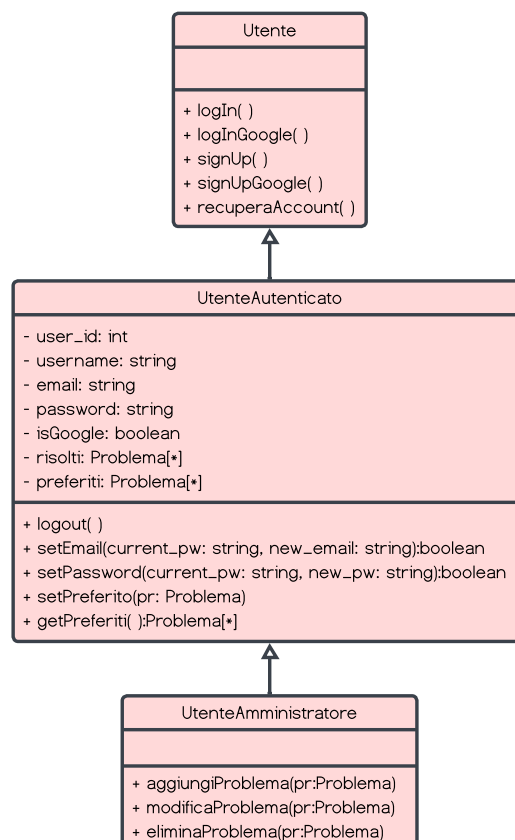 Utente
+ logIn( )
+ logInGoogle( )
+ signUp( )
+ signUpGoogle( )
+ recuperaAccount( )
UtenteAutenticato
- user_id: int
- username: string
- email: string
- password: string
- isGoogle: boolean
- risolti: Problema[*]
- preferiti: Problema[*]
+ logout( )
+ setEmail(current_pw: string, new_email: string):boolean
+ setPassword(current_pw: string, new_pw: string):boolean
+ setPreferito(pr: Problema)
+ getPreferiti( ):Problema[*]
UtenteAmministratore
+ aggiungiProblema(pr:Problema)
+ modificaProblema(pr:Problema)
+ eliminaProblema(pr:Problema)